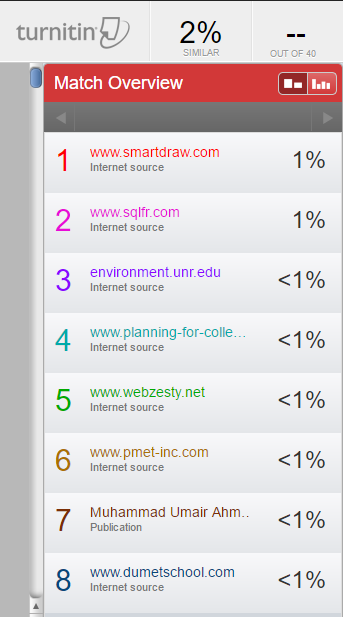 turnitin
2%
SIMILAR
--
OUT OF 40
Match Overview
1 www.smartdraw.com 1%
Internet source
2 www.sqlfr.com 1%
Internet source
3 environment.unr.edu <1%
Internet source
4 www.planning-for-colle... <1%
Internet source
5 www.webzesty.net <1%
Internet source
6 www.pmet-inc.com <1%
Internet source
7 Muhammad Umair Ahm.. <1%
Publication
8 www.dumetschool.com <1%
Internet source